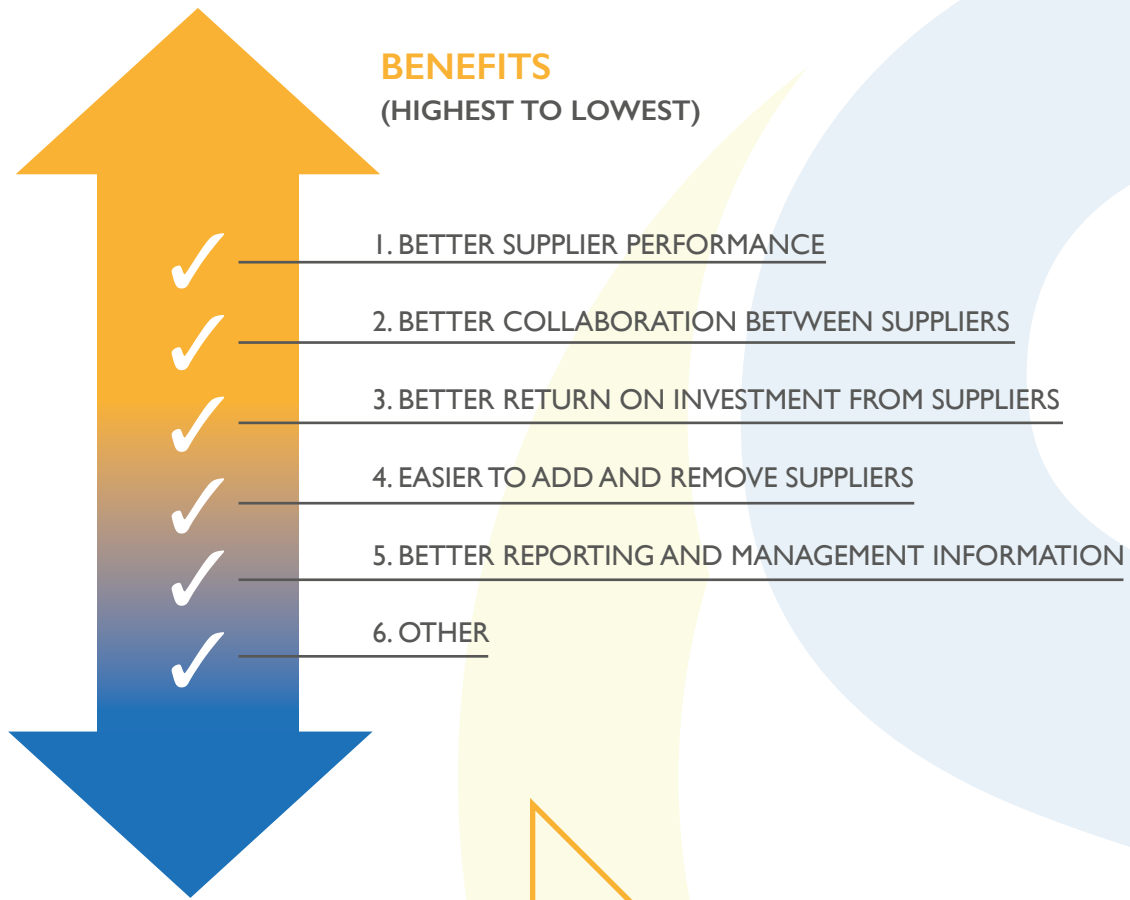 BENEFITS
(HIGHEST TO LOWEST)
1. BETTER SUPPLIER PERFORMANCE
2. BETTER COLLABORATION BETWEEN SUPPLIERS
3. BETTER RETURN ON INVESTMENT FROM SUPPLIERS
4. EASIER TO ADD AND REMOVE SUPPLIERS
5. BETTER REPORTING AND MANAGEMENT INFORMATION
6. OTHER